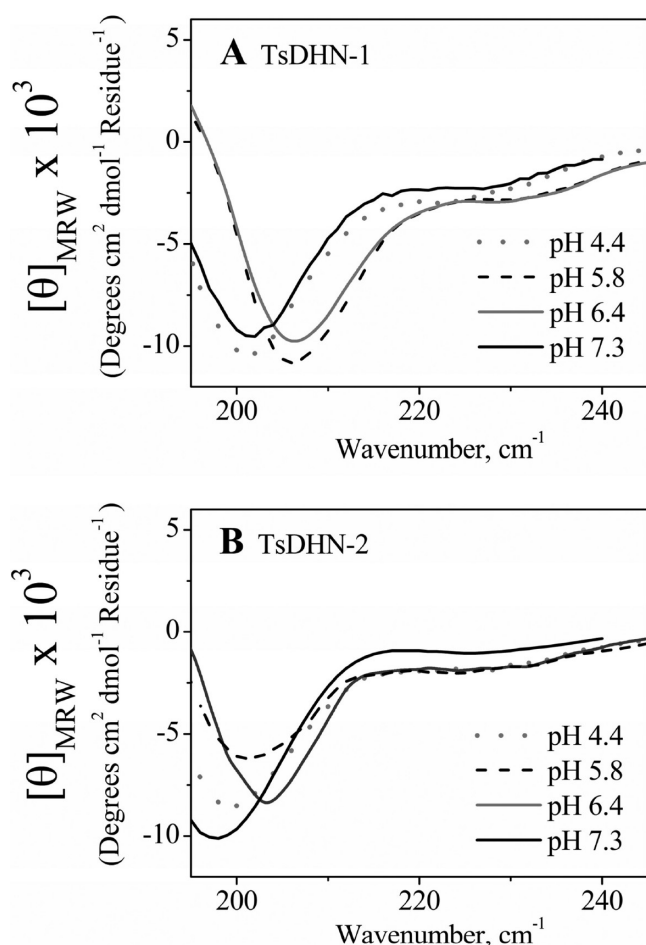 A TsDHN-1
[θ]MRW x 10³
(Degrees cm² dmol⁻¹ Residue⁻¹)
5
0
-5
-10
pH 4.4
pH 5.8
pH 6.4
pH 7.3
200 220 240
Wavenumber, cm⁻¹
B TsDHN-2
[θ]MRW x 10³
(Degrees cm² dmol⁻¹ Residue⁻¹)
5
0
-5
-10
pH 4.4
pH 5.8
pH 6.4
pH 7.3
200 220 240
Wavenumber, cm⁻¹